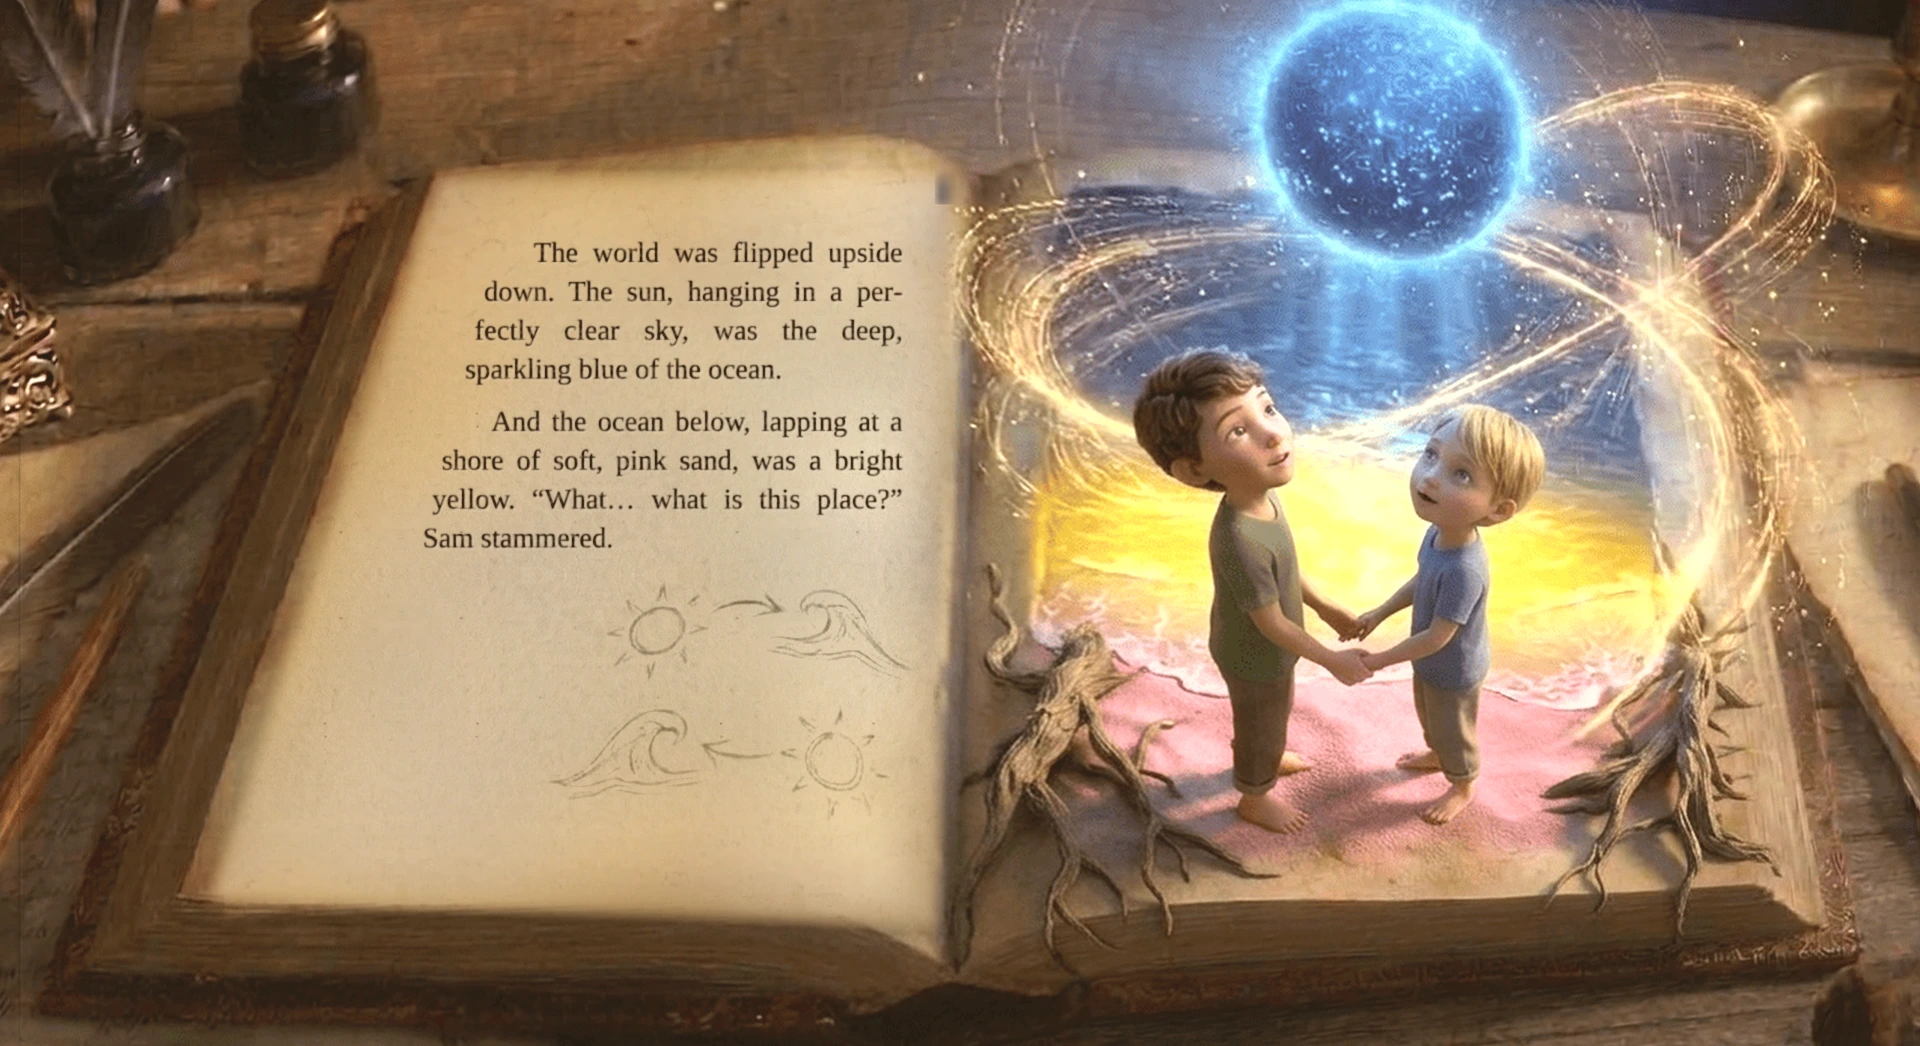 The world was flipped upside
down. The sun, hanging in a per-
fectly clear sky, was the deep,
sparkling blue of the ocean.
And the ocean below, lapping at a
shore of soft, pink sand, was a bright
yellow. “What… what is this place?”
Sam stammered.